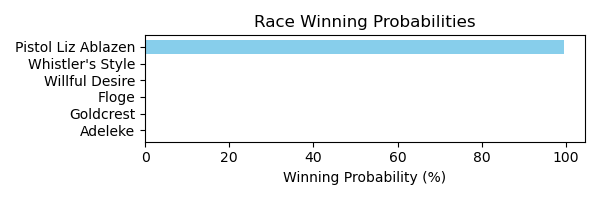 Race Winning Probabilities
Pistol Liz Ablazen
Whistler's Style
Willful Desire
Floge
Goldcrest
Adeleke
0 20 40 60 80 100
Winning Probability (%)